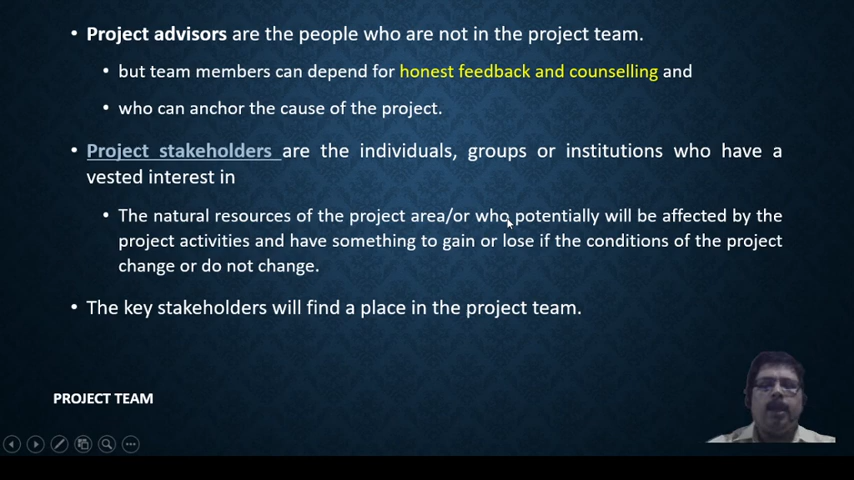 • Project advisors are the people who are not in the project team.
• but team members can depend for honest feedback and counselling and
• who can anchor the cause of the project.
• Project stakeholders are the individuals, groups or institutions who have a
vested interest in
• The natural resources of the project area/or who potentially will be affected by the
project activities and have something to gain or lose if the conditions of the project
change or do not change.
• The key stakeholders will find a place in the project team.
PROJECT TEAM